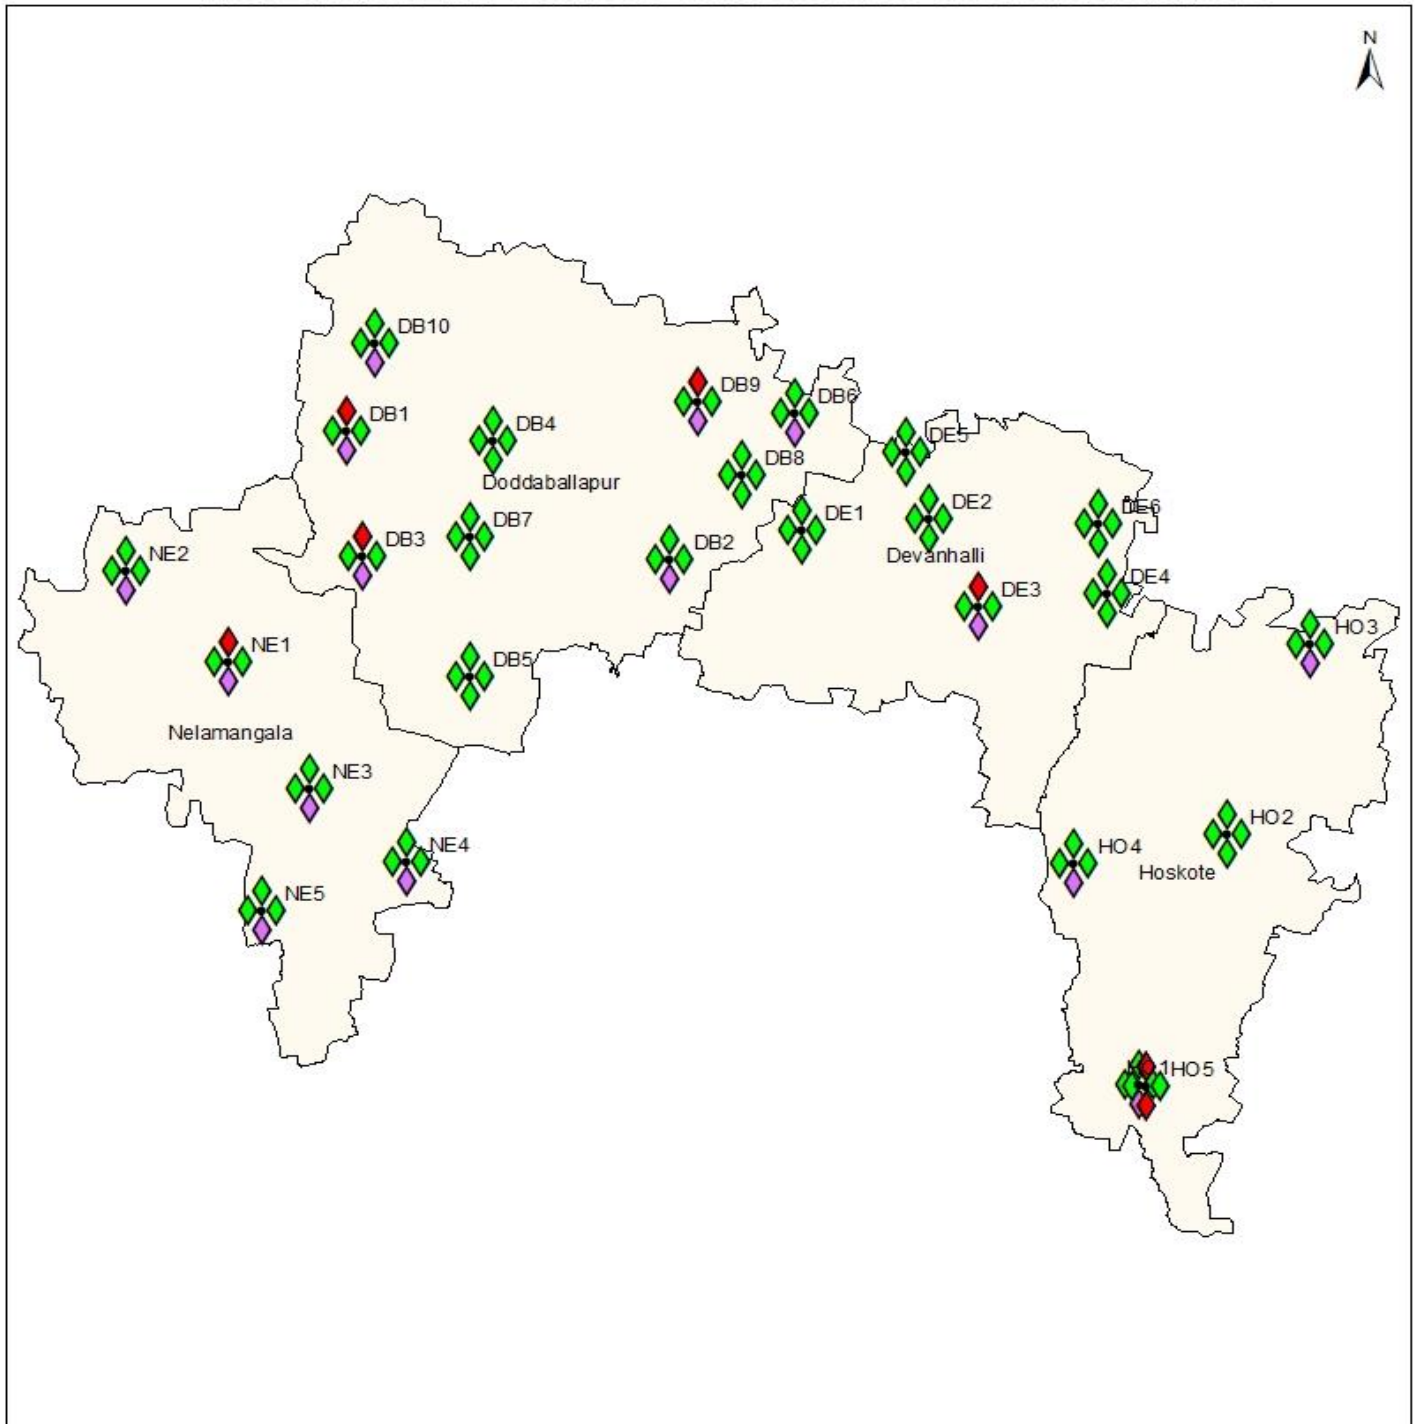 N
DB10
DB9
DB6
DB1
DB4
DE5
DB8
Doddaballapur
DE2
DE6
DE1
DB7
DB3
DB2
NE2
Devanhalli
DE4
DE3
HO3
NE1
DB5
Nelamangala
NE3
HO2
NE4
HO4
Hoskote
NE5
HO5